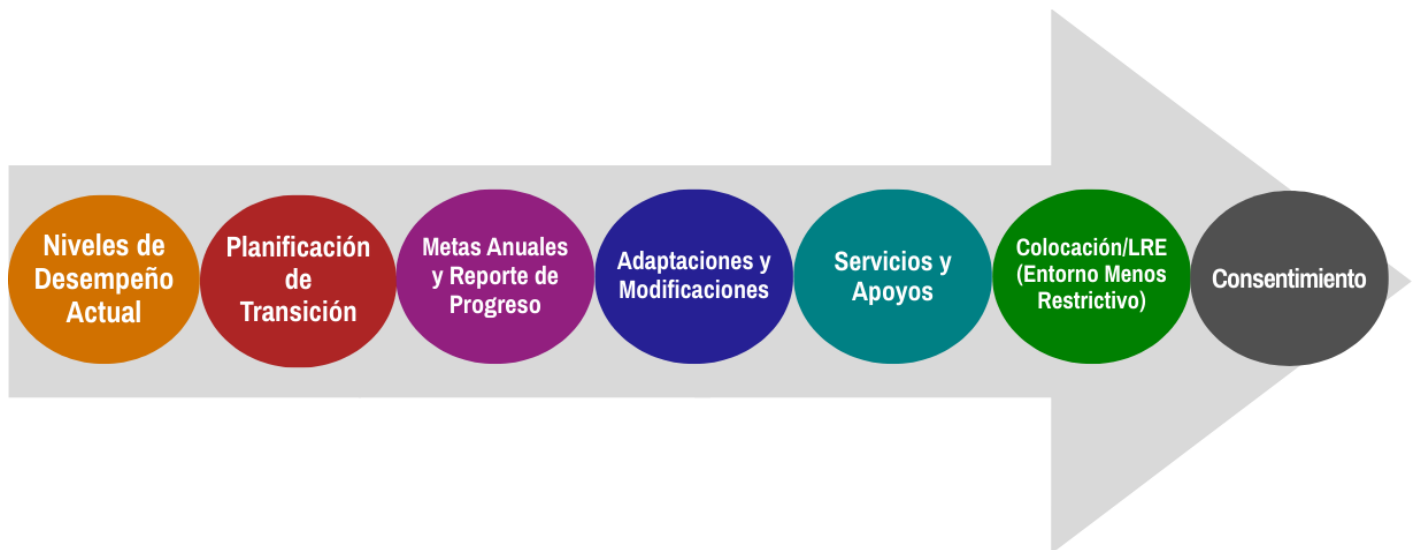 Niveles de
Desempeño
Actual
Planificación
de
Transición
Metas Anuales
y Reporte de
Progreso
Adaptaciones y
Modificaciones
Servicios y
Apoyos
Colocación/LRE
(Entorno Menos
Restrictivo)
Consentimiento